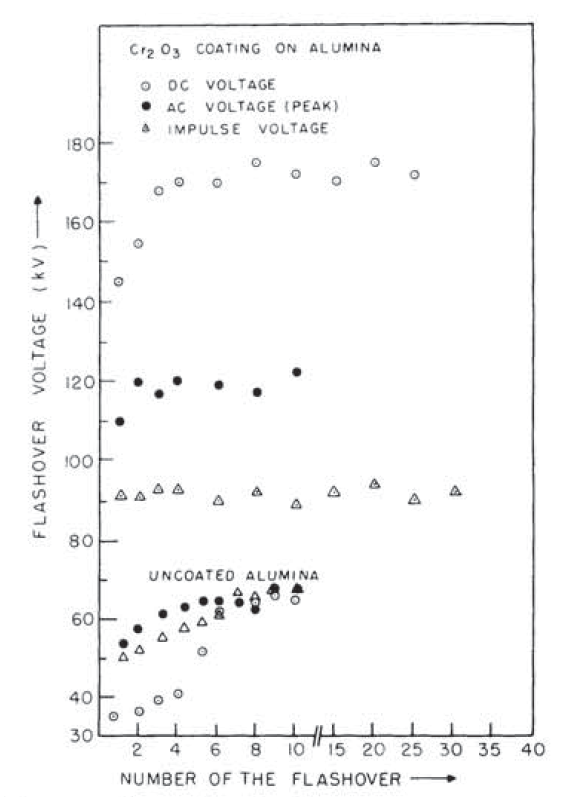 Cr2O3 COATING ON ALUMINA
DC VOLTAGE
AC VOLTAGE (PEAK)
IMPULSE VOLTAGE
180
160
140
120
100
80
60
40
30
FLASHOVER VOLTAGE (kV)
UNCOATED ALUMINA
2 4 6 8 10 15 20 25 30 35 40
NUMBER OF THE FLASHOVER